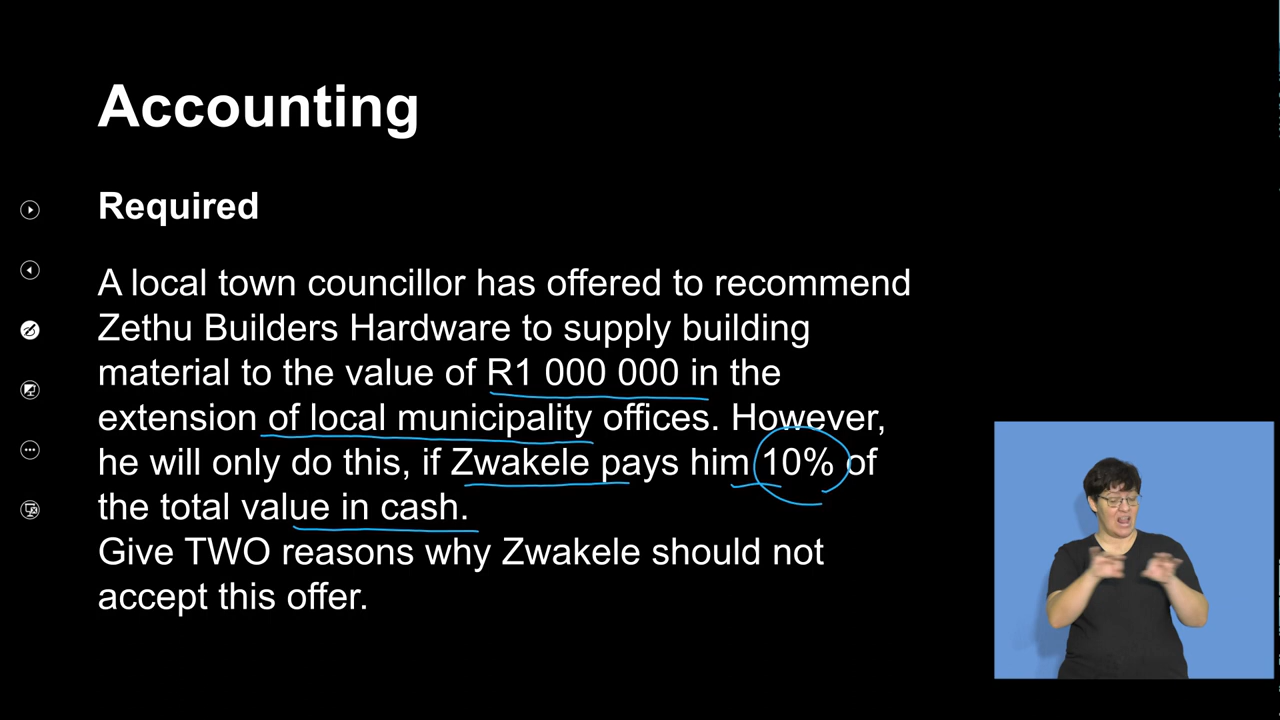 Accounting
Required
A local town councillor has offered to recommend
Zethu Builders Hardware to supply building
material to the value of R1 000 000 in the
extension of local municipality offices. However,
he will only do this, if Zwakele pays him 10% of
the total value in cash.
Give TWO reasons why Zwakele should not
accept this offer.